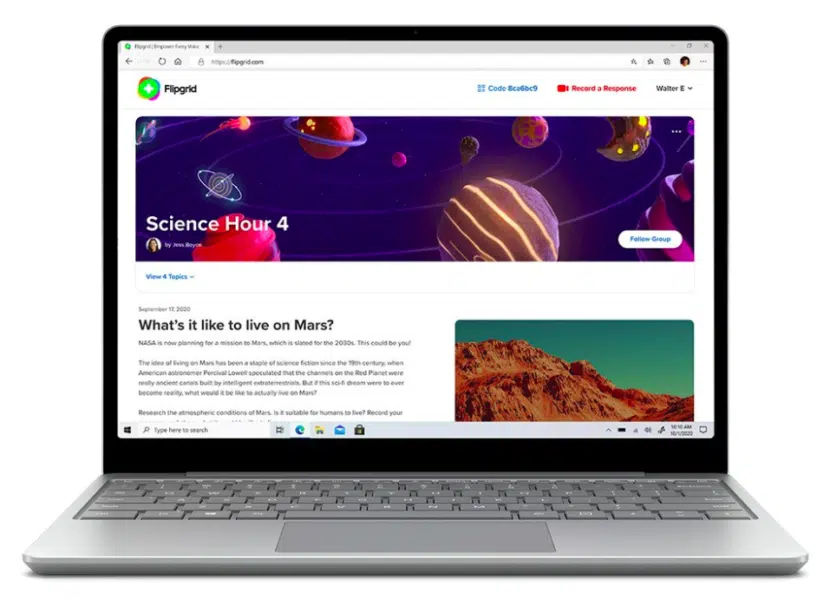 Flipgrid | Empower Every Voice
https://flipgrid.com
Flipgrid
Code 8ca6bc9
Record a Response
Walter E
Science Hour 4
by Jess Boyce
Follow Group
View 4 Topics
September 17, 2020
What's it like to live on Mars?
NASA is now planning for a mission to Mars, which is slated for the 2030s. This could be you!
The idea of living on Mars has been a staple of science fiction since the 19th century, when
American astronomer Percival Lowell speculated that the channels on the Red Planet were
really ancient canals built by intelligent extraterrestrials. But if this sci-fi dream were to ever
become reality, what would it be like to actually live on Mars?
Research the atmospheric conditions of Mars. Is it suitable for humans to live? Record your
Type here to search
10:10 AM
10/1/2020